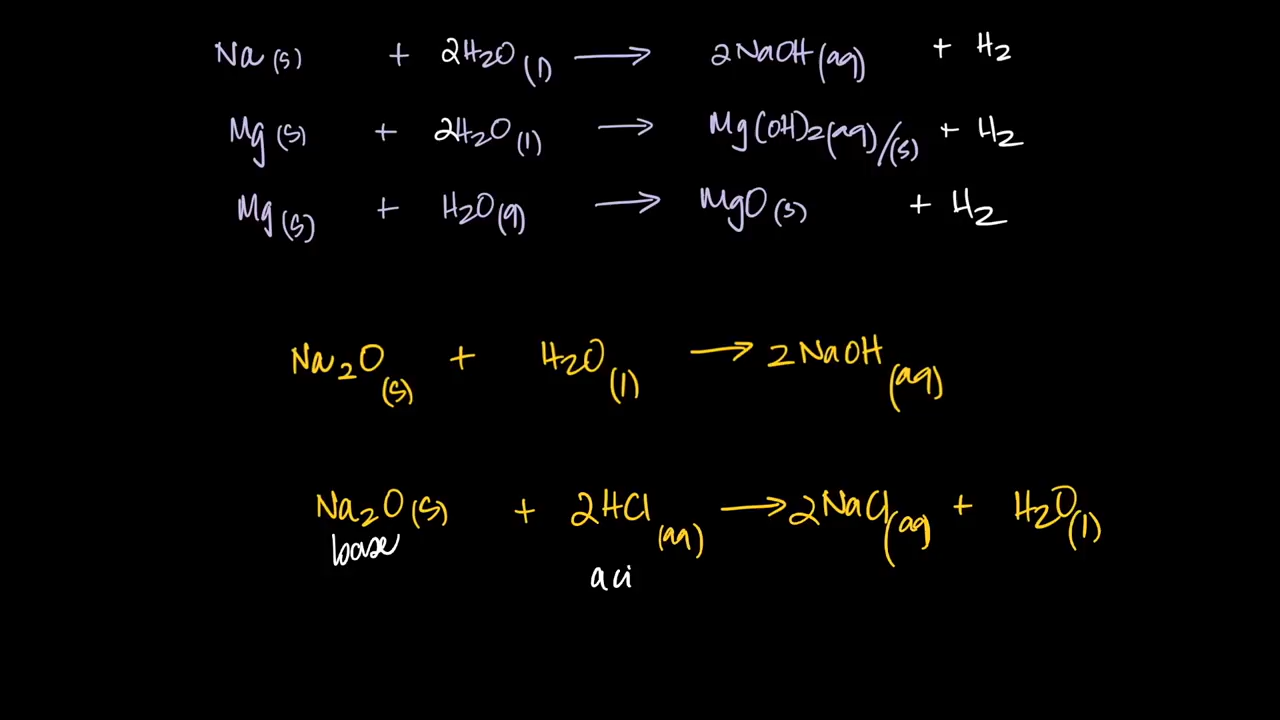 Na(s) + 2H2O(l) → 2NaOH(aq) + H2
Mg(s) + 2H2O(l) → Mg(OH)2(aq)/(s) + H2
Mg(s) + H2O(g) → MgO(s) + H2
Na2O(s) + H2O(l) → 2NaOH(aq)
Na2O(s) + 2HCl(aq) → 2NaCl(aq + H2O(l)
base aci